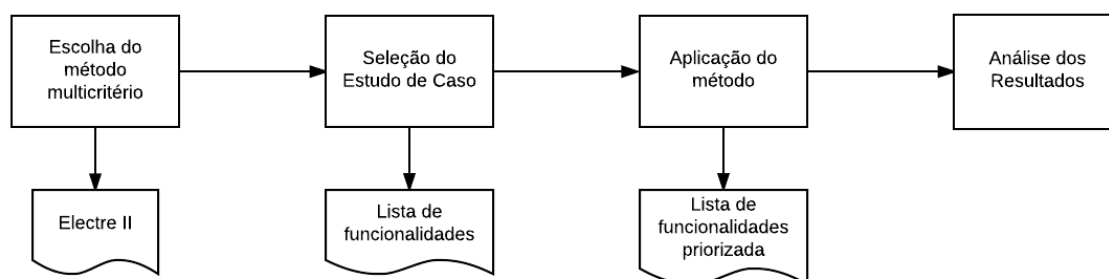 Escolha do
método
multicritério
Seleção do
Estudo de Caso
Aplicação do
método
Análise dos
Resultados
Electre II
Lista de
funcionalidades
Lista de
funcionalidades
priorizada